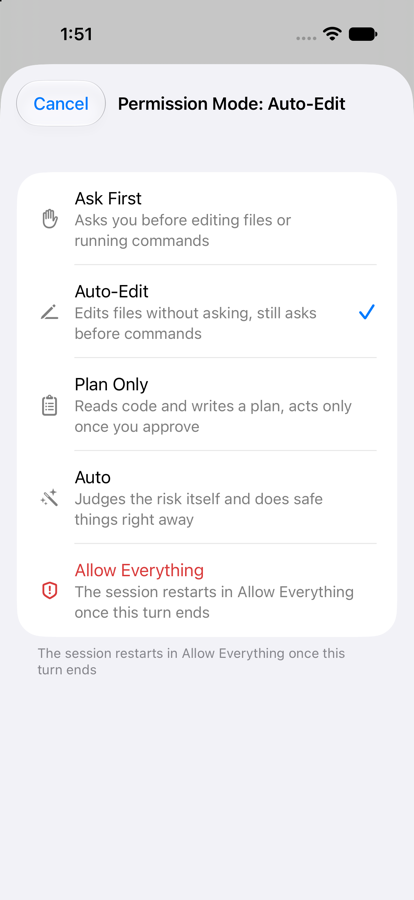 1:51
Cancel
Permission Mode: Auto-Edit
Ask First
Asks you before editing files or
running commands
Auto-Edit
Edits files without asking, still asks
before commands
Plan Only
Reads code and writes a plan, acts only
once you approve
Auto
Judges the risk itself and does safe
things right away
Allow Everything
The session restarts in Allow Everything
once this turn ends
The session restarts in Allow Everything once this
turn ends